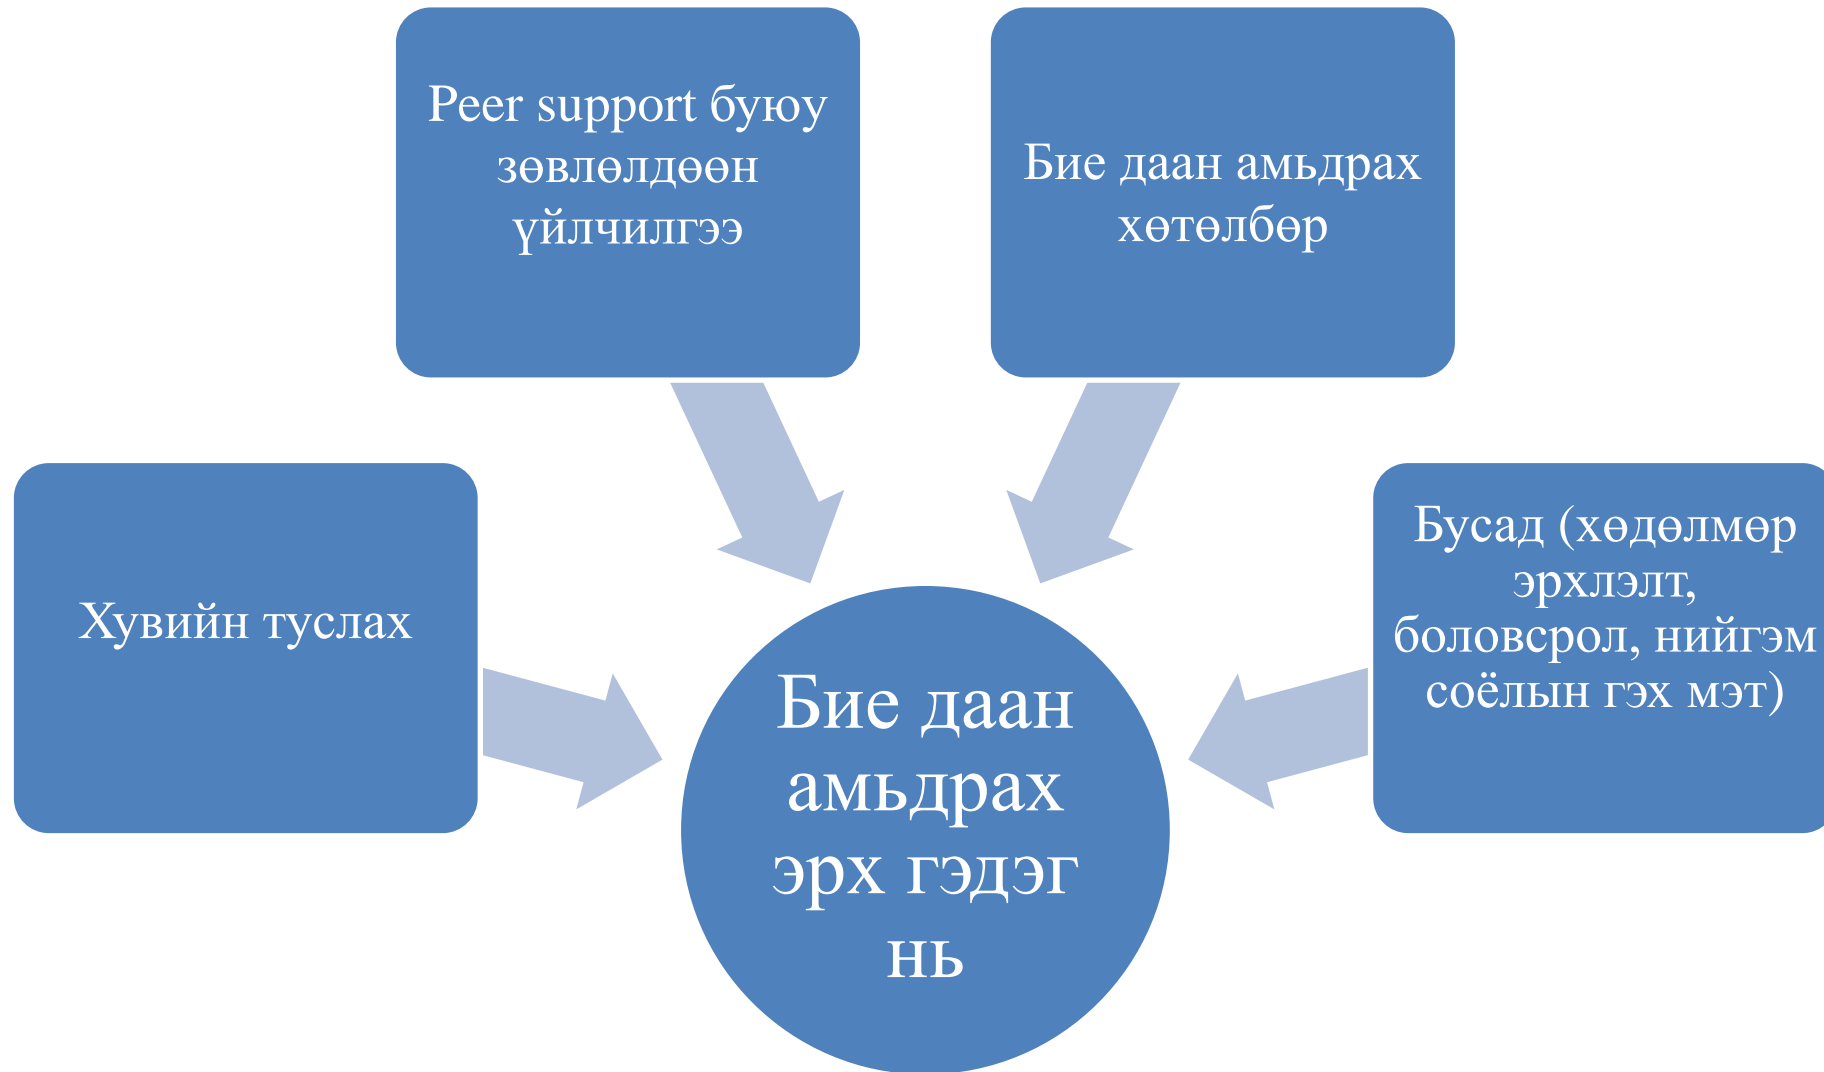 Peer support буюу
зөвлөлдөөн
үйлчилгээ
Бие даан амьдрах
хөтөлбөр
Хувийн туслах
Бусад (хөдөлмөр
эрхлэлт,
боловсрол, нийгэм
соёлын гэх мэт)
Бие даан
амьдрах
эрх гэдэг
нь